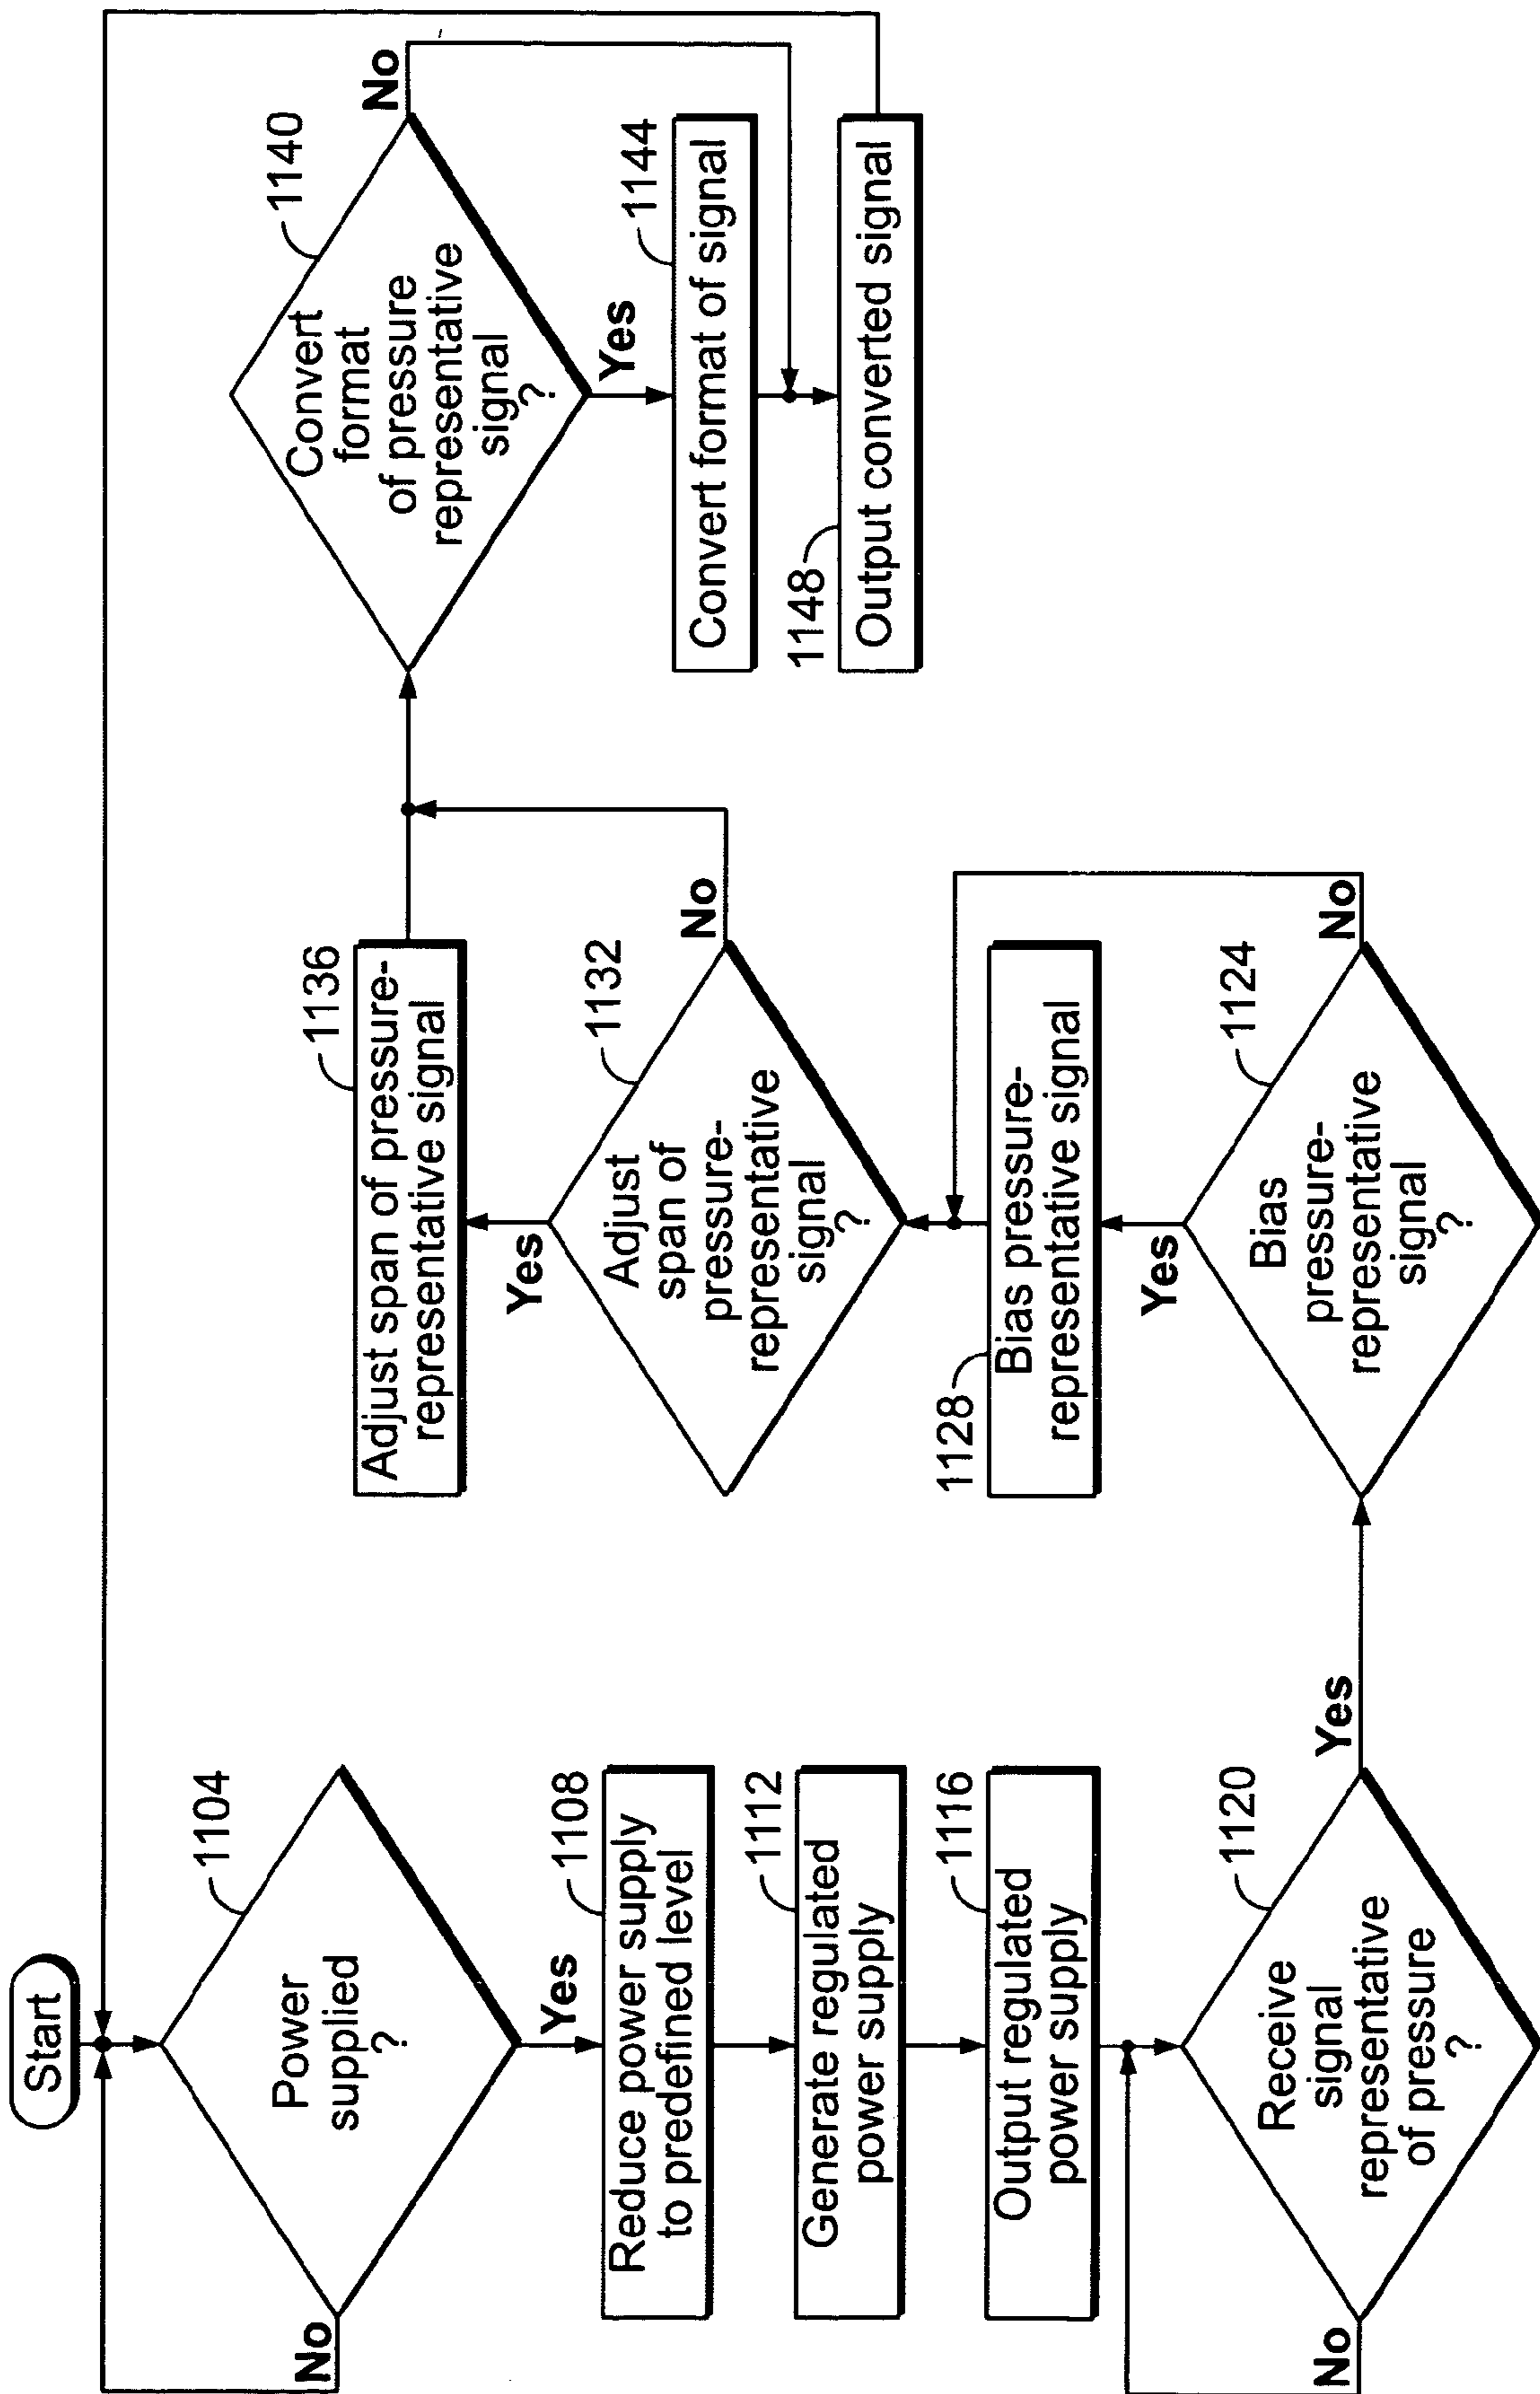 Start
1104
Power
supplied
?
No
Yes
1108
Reduce power supply
to predefined level
1112
Generate regulated
power supply
1116
Output regulated
power supply
1120
Receive
signal
representative
of pressure
?
No
Yes
1124
Bias
pressure-
representative
signal
?
No
Yes
1128
Bias pressure-
representative signal
1132
Adjust
span of
pressure-
representative
signal
?
No
Yes
1136
Adjust span of pressure-
representative signal
1140
Convert
format
of pressure
representative
signal
?
No
Yes
1144
Convert format of signal
1148
Output converted signal